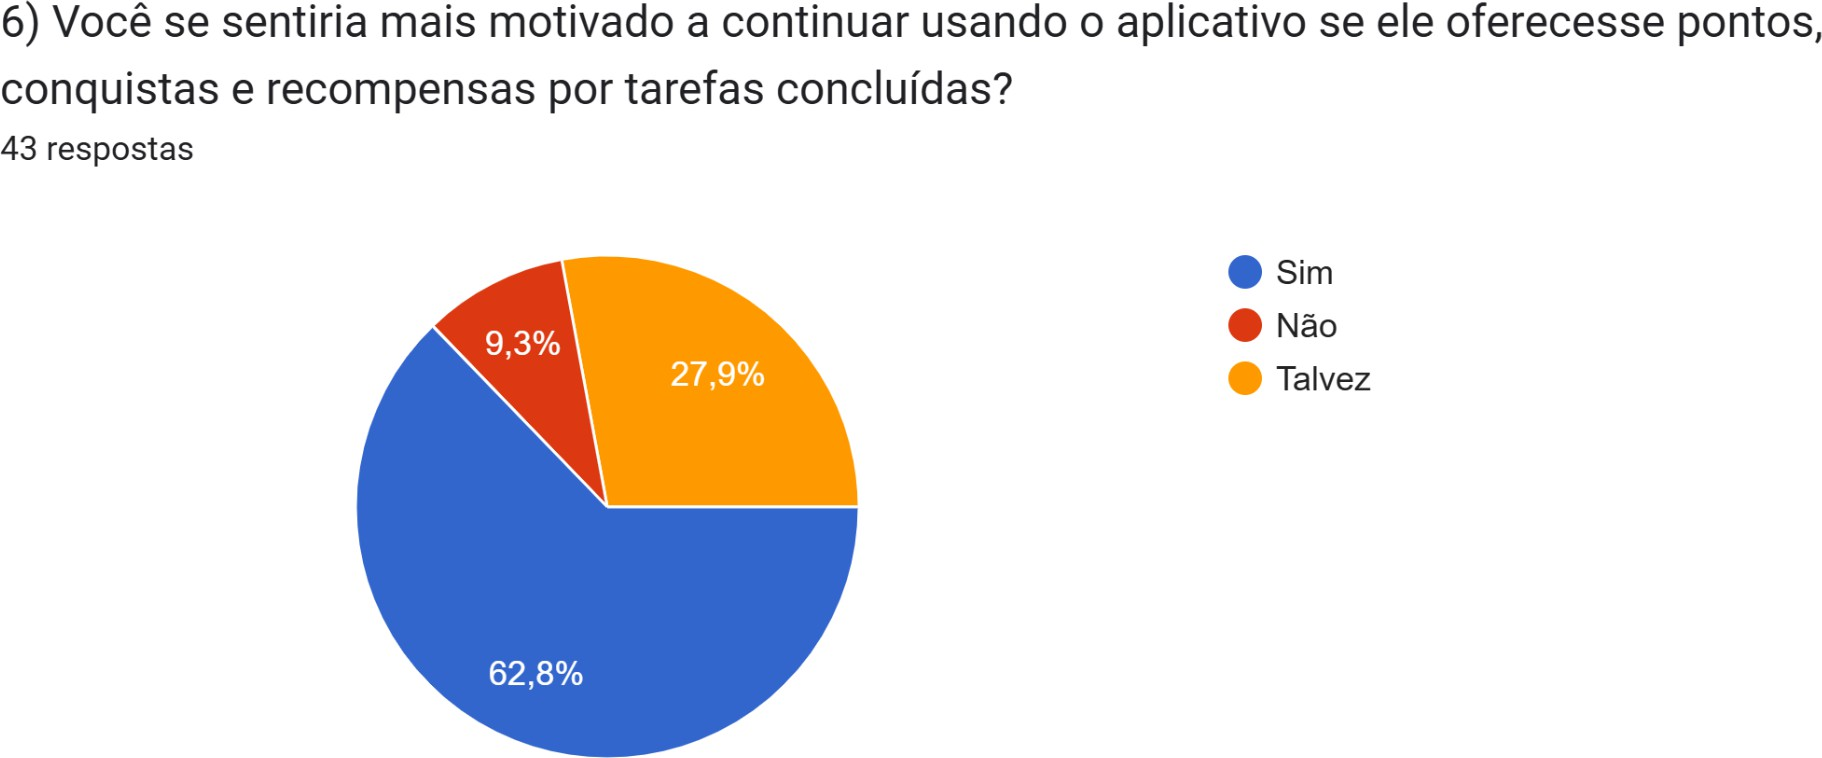 6) Você se sentiria mais motivado a continuar usando o aplicativo se ele oferecesse pontos,
conquistas e recompensas por tarefas concluídas?
43 respostas
Sim
Não
Talvez
9,3%
27,9%
62,8%